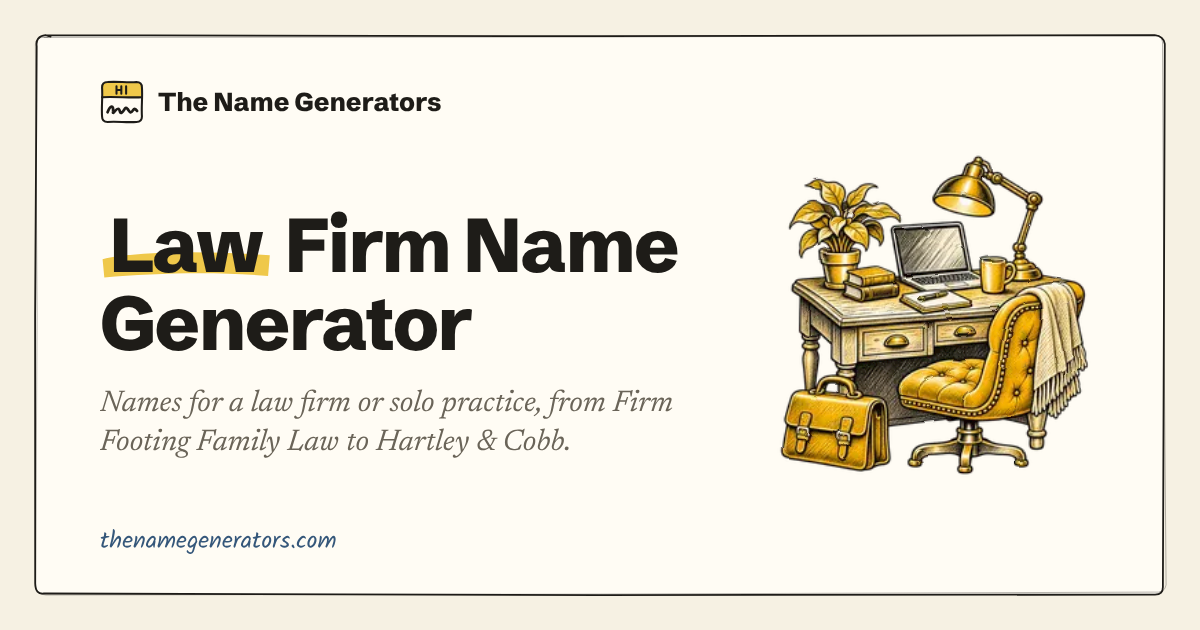 HI
The Name Generators
Law Firm Name
Generator
Names for a law firm or solo practice, from Firm
Footing Family Law to Hartley & Cobb.
thenamegenerators.com